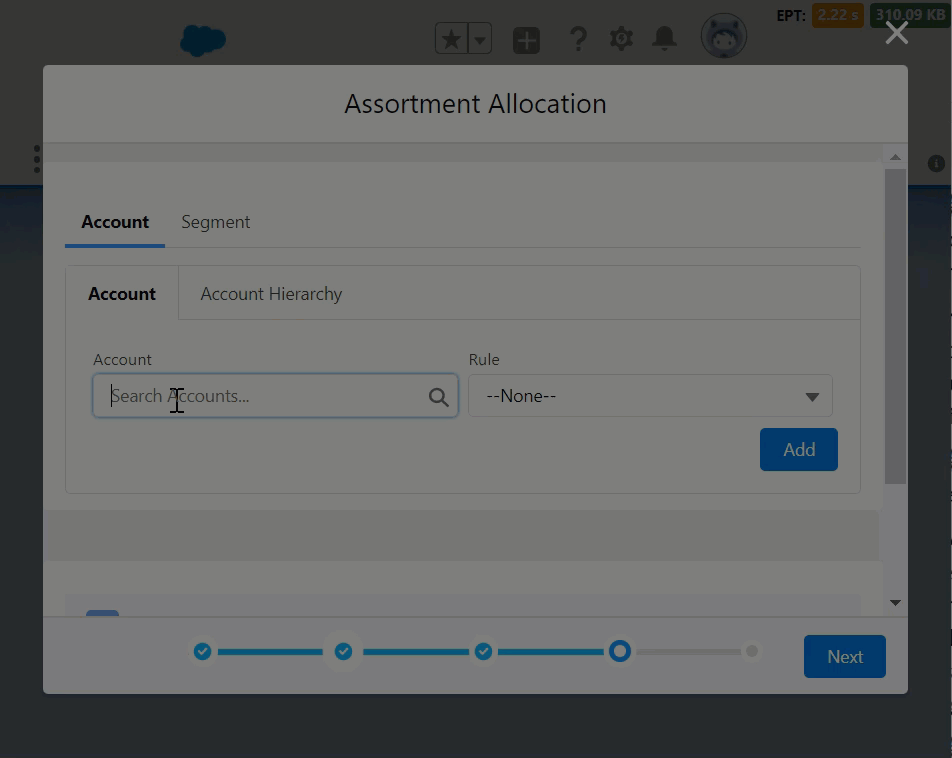 EPT: 2.22 s 310.09 KB
Assortment Allocation
Account Segment
Account Account Hierarchy
Account Rule
Search Accounts... --None--
Add
Next